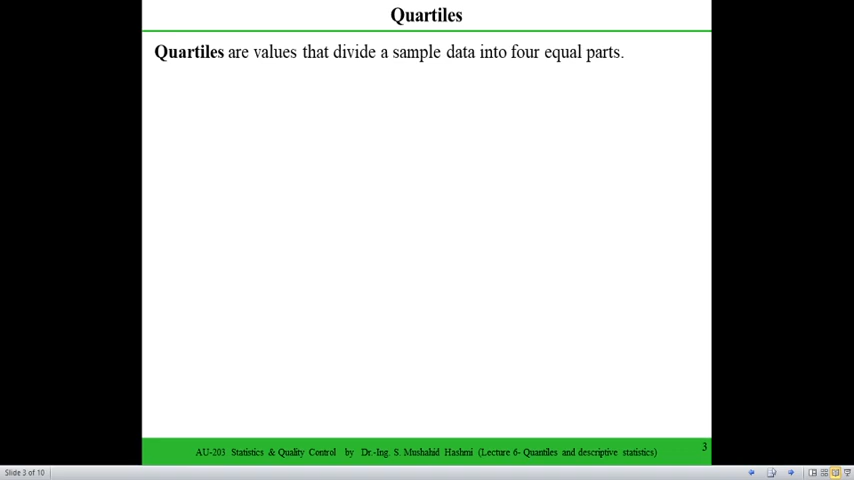 Quartiles
Quartiles are values that divide a sample data into four equal parts.
AU-203 Statistics & Quality Control by Dr.-Ing. S. Mushahid Hashmi (Lecture 6- Quantiles and descriptive statistics)
3
Slide 3 of 10